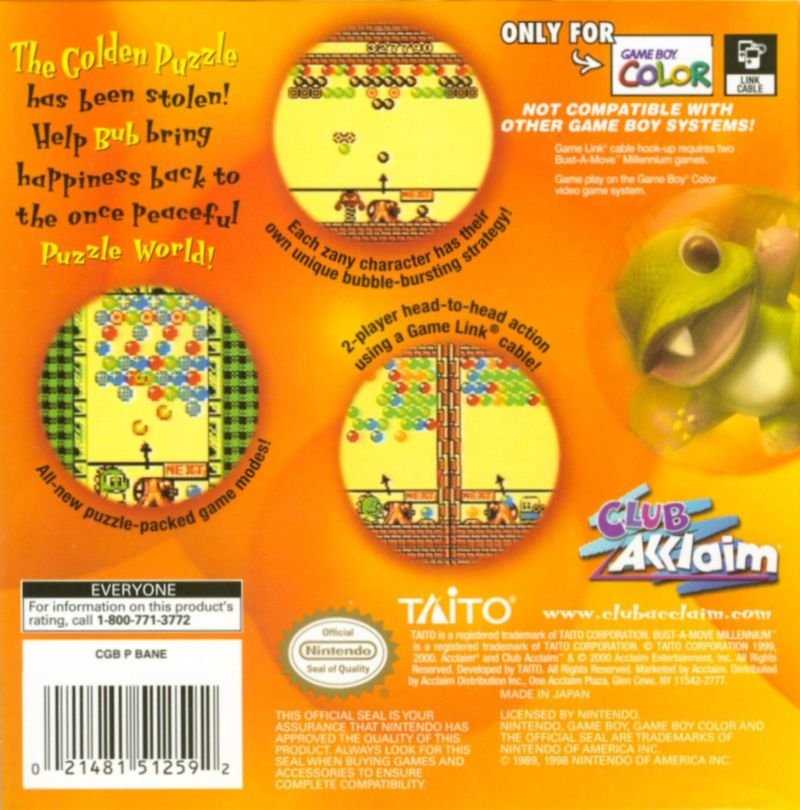 The Golden Puzzle
has been stolen!
Help Bub bring
happiness back to
the once peaceful
Puzzle World!
327790
NEXT
Each zany character has their
own unique bubble-bursting strategy!
ONLY FOR
GAME BOY
COLOR
LINK
CABLE
NOT COMPATIBLE WITH
OTHER GAME BOY SYSTEMS!
Game Link® cable hook-up requires two
Bust-A-Move™ Millennium games.
Game play on the Game Boy® Color
video game system.
NEXT
All-new puzzle-packed game modes!
2-player head-to-head action
using a Game Link® cable!
NEXT
NEXT
CLUB
Acclaim
EVERYONE
For information on this product's
rating, call 1-800-771-3772
CGB P BANE
0 21481 51259 2
Official
Nintendo
Seal of Quality
THIS OFFICIAL SEAL IS YOUR
ASSURANCE THAT NINTENDO HAS
APPROVED THE QUALITY OF THIS
PRODUCT. ALWAYS LOOK FOR THIS
SEAL WHEN BUYING GAMES AND
ACCESSORIES TO ENSURE
COMPLETE COMPATIBILITY.
TAITO®
www.clubacclaim.com
TAITO is a registered trademark of TAITO CORPORATION. BUST-A-MOVE MILLENNIUM™
is a registered trademark of TAITO CORPORATION. © TAITO CORPORATION 1999,
2000. Acclaim® and Club Acclaim™ & © 2000 Acclaim Entertainment, Inc. All Rights
Reserved. Developed by TAITO. All Rights Reserved. Marketed by Acclaim. Distributed
by Acclaim Distribution Inc., One Acclaim Plaza, Glen Cove, NY 11542-2777.
MADE IN JAPAN
LICENSED BY NINTENDO.
NINTENDO, GAME BOY, GAME BOY COLOR AND
THE OFFICIAL SEAL ARE TRADEMARKS OF
NINTENDO OF AMERICA INC.
© 1989, 1998 NINTENDO OF AMERICA INC.